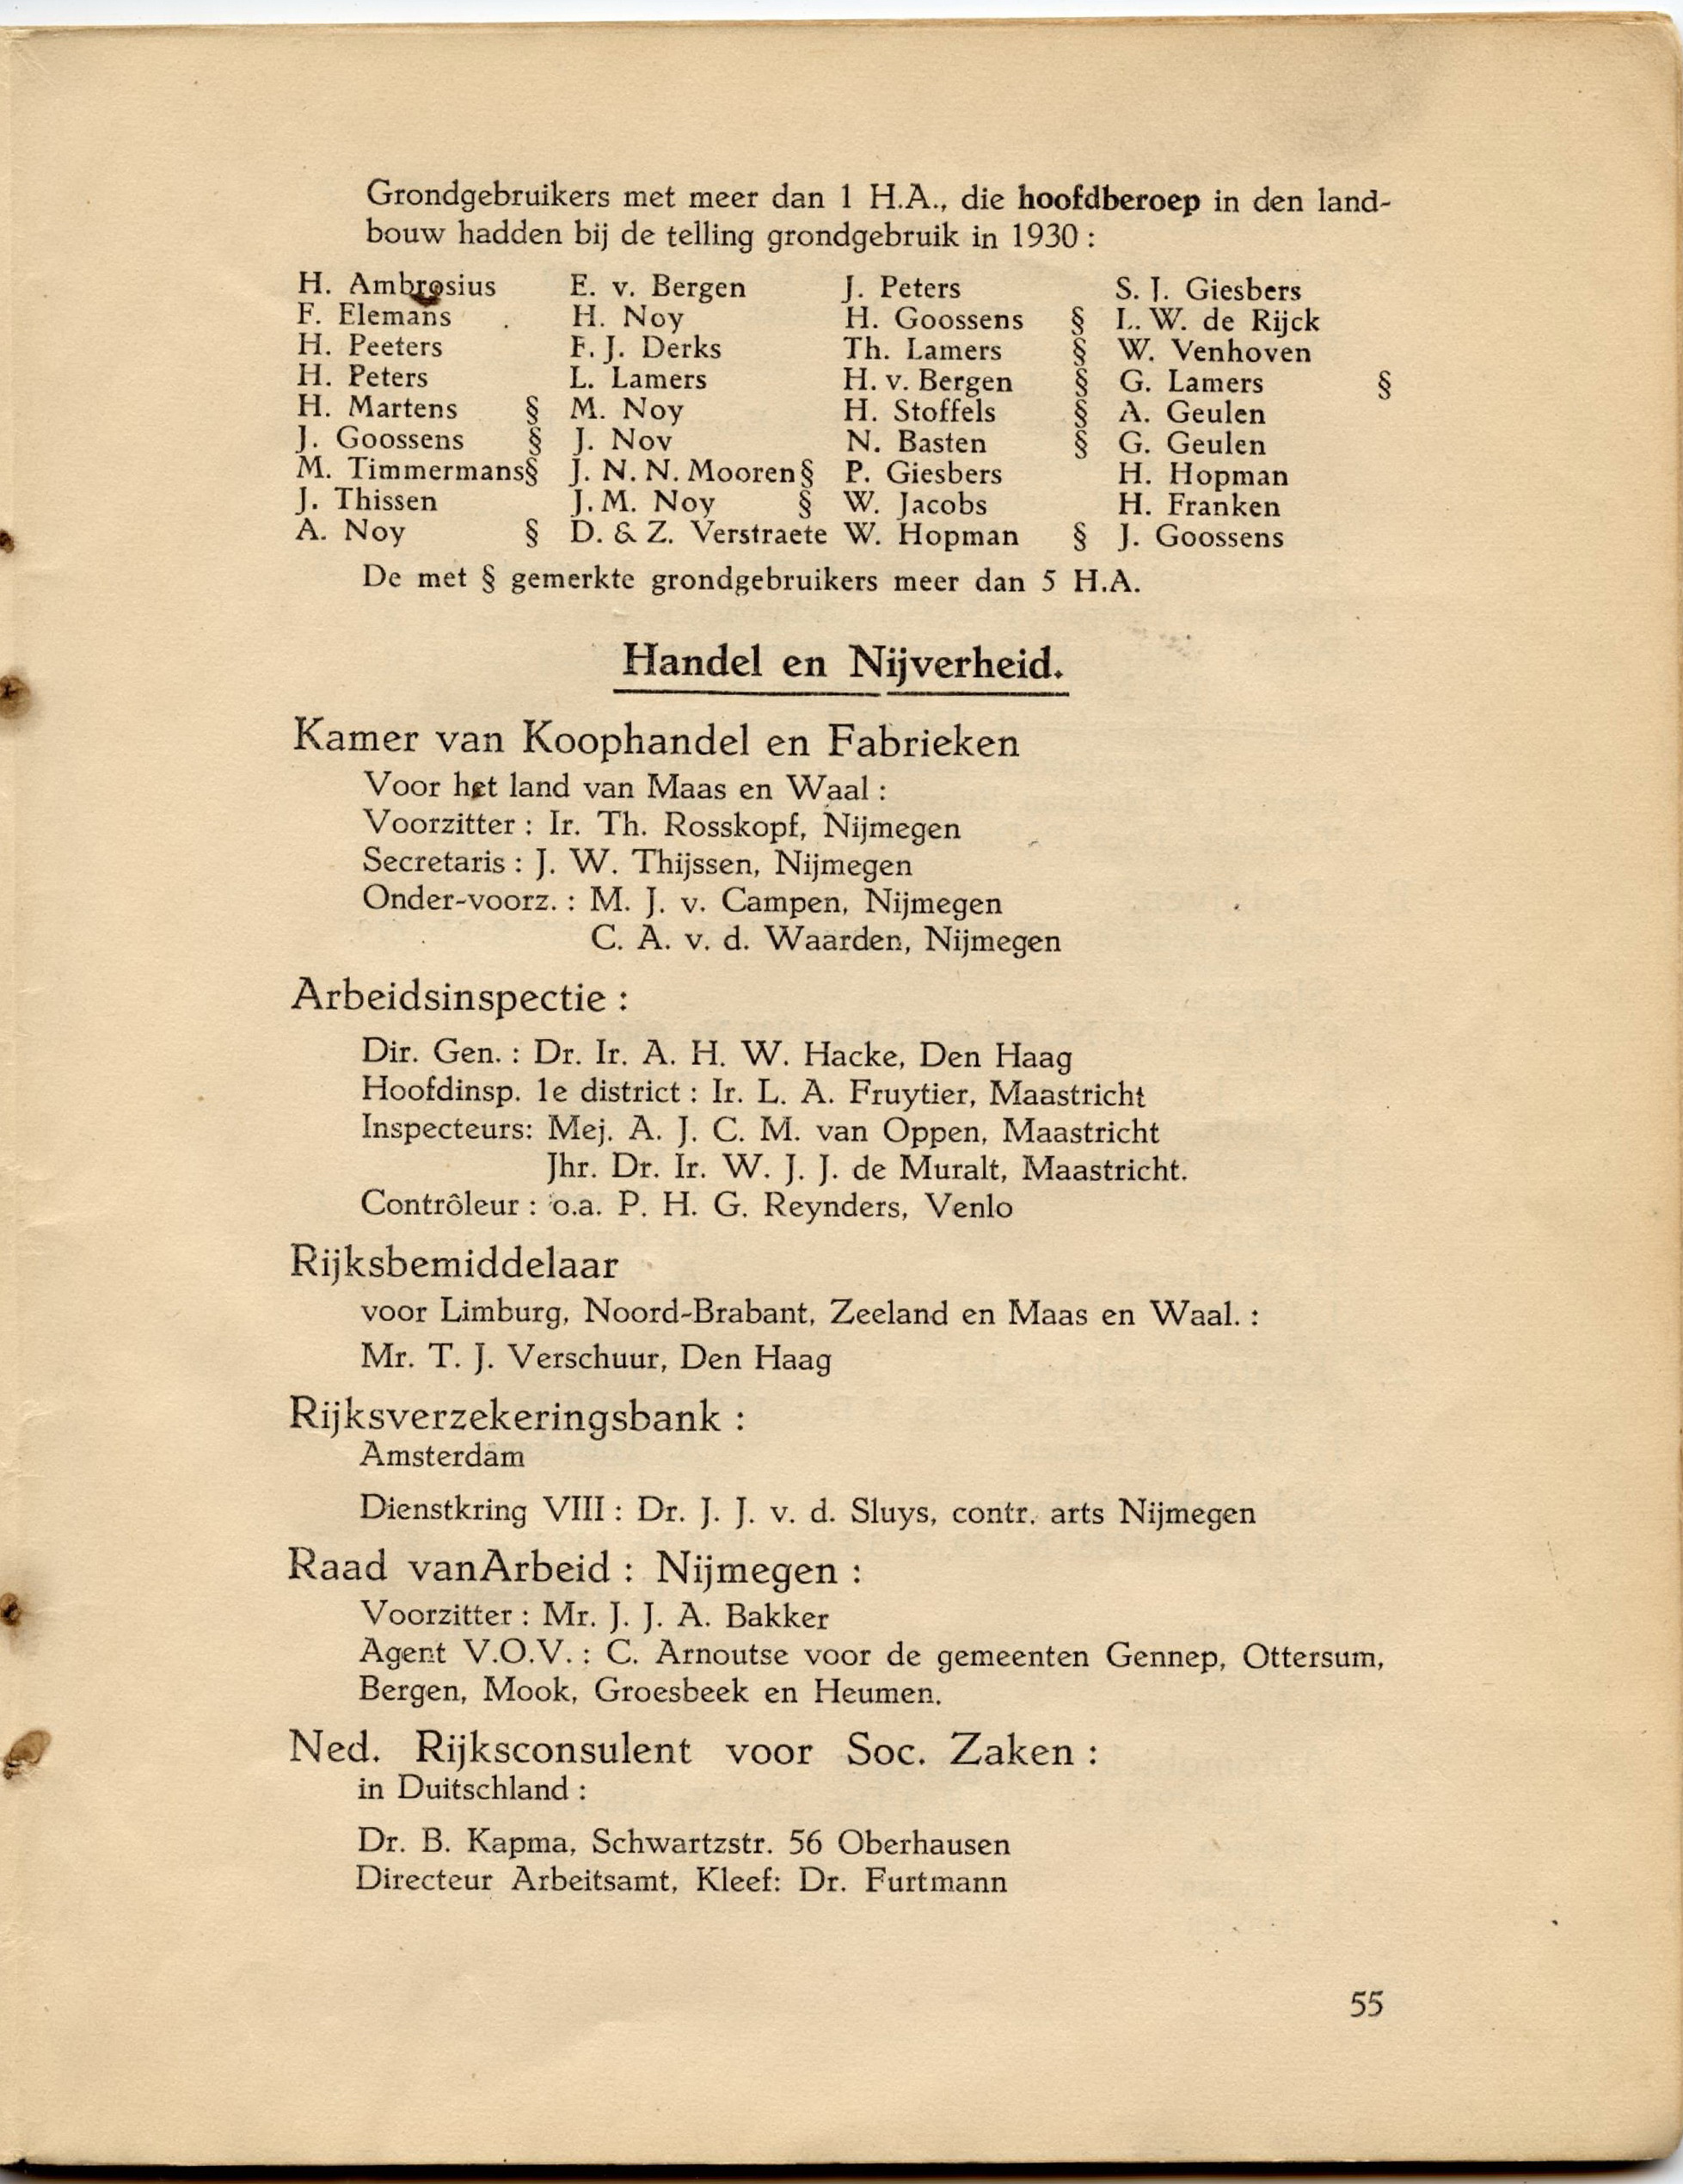 Grondgebruikers met meer dan 1 H.A., die hoofdberoep in den land-
bouw hadden bij de telling grondgebruik in 1930 :
H. Ambrosius E. v. Bergen J. Peters S. J. Giesbers
F. Elemans H. Noy H. Goossens § L. W. de Rijck
H. Peeters F. J. Derks Th. Lamers § W. Venhoven
H. Peters L. Lamers H. v. Bergen § G. Lamers §
H. Martens § M. Noy H. Stoffels § A. Geulen
J. Goossens § J. Nov N. Basten § G. Geulen
M. Timmermans§ J. N. N. Mooren§ P. Giesbers H. Hopman
J. Thissen J. M. Noy § W. Jacobs H. Franken
A. Noy § D. & Z. Verstraete W. Hopman § J. Goossens
De met § gemerkte grondgebruikers meer dan 5 H.A.
Handel en Nijverheid.
Kamer van Koophandel en Fabrieken
Voor het land van Maas en Waal :
Voorzitter : Ir. Th. Rosskopf, Nijmegen
Secretaris : J. W. Thijssen, Nijmegen
Onder-voorz. : M. J. v. Campen, Nijmegen
C. A. v. d. Waarden, Nijmegen
Arbeidsinspectie :
Dir. Gen. : Dr. Ir. A. H. W. Hacke, Den Haag
Hoofdinsp. 1e district : Ir. L. A. Fruytier, Maastricht
Inspecteurs: Mej. A. J. C. M. van Oppen, Maastricht
Jhr. Dr. Ir. W. J. J. de Muralt, Maastricht.
Contrôleur : o.a. P. H. G. Reynders, Venlo
Rijksbemiddelaar
voor Limburg, Noord-Brabant, Zeeland en Maas en Waal. :
Mr. T. J. Verschuur, Den Haag
Rijksverzekeringsbank :
Amsterdam
Dienstkring VIII : Dr. J. J. v. d. Sluys, contr. arts Nijmegen
Raad vanArbeid : Nijmegen :
Voorzitter : Mr. J. J. A. Bakker
Agent V.O.V. : C. Arnoutse voor de gemeenten Gennep, Ottersum,
Bergen, Mook, Groesbeek en Heumen.
Ned. Rijksconsulent voor Soc. Zaken :
in Duitschland :
Dr. B. Kapma, Schwartzstr. 56 Oberhausen
Directeur Arbeitsamt, Kleef: Dr. Furtmann
55